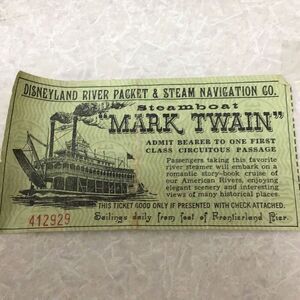 DISNEYLAND RIVER PACKET & STEAM NAVIGATION CO.
Steamboat
"MARK TWAIN"
ADMIT BEARER TO ONE FIRST
CLASS CIRCUITOUS PASSAGE
Passengers taking this favorite
river steamer will embark on a
romantic story-book cruise of
our American Rivers, enjoying
elegant scenery and interesting
views of many historical places.
THIS TICKET GOOD ONLY IF PRESENTED WITH CHECK ATTACHED.
412929
Sailings daily from foot of Frontierland Pier.